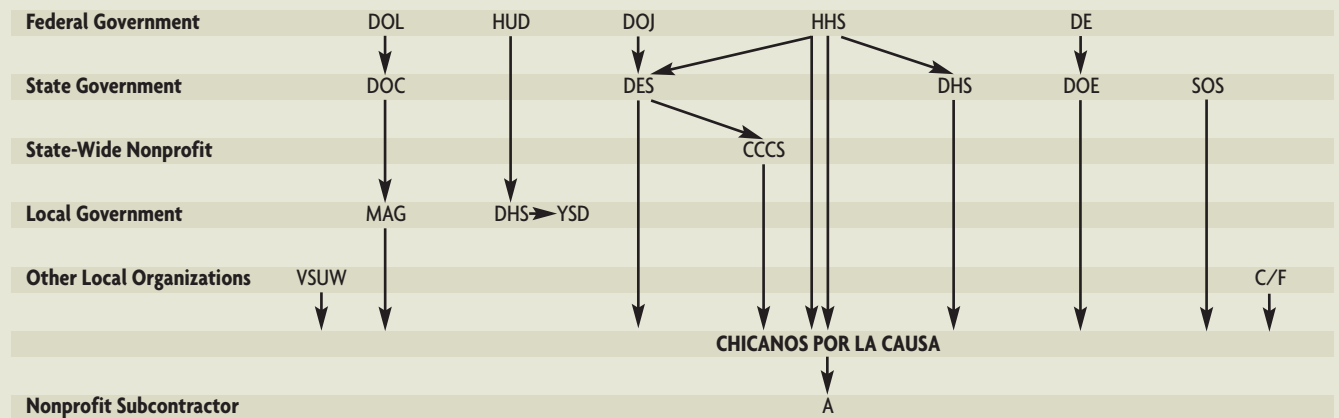 Federal Government DOL HUD DOJ HHS DE
State Government DOC DES DHS DOE SOS
State-Wide Nonprofit CCCS
Local Government MAG DHS YSD
Other Local Organizations VSUW C/F
CHICANOS POR LA CAUSA
Nonprofit Subcontractor A